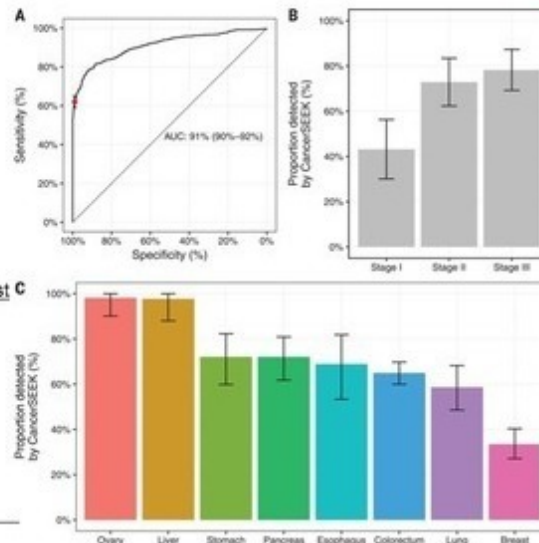 A
Sensitivity (%)
100%
80%
60%
40%
20%
0%
AUC: 91% (90%–92%)
100%
80%
60%
40%
20%
0%
Specificity (%)
B
Proportion detected
by CancerSEEK (%)
100%
80%
60%
40%
20%
0%
Stage I
Stage II
Stage III
st
C
Proportion detected
by CancerSEEK (%)
100%
80%
60%
40%
20%
0%
Ovary
Liver
Stomach
Pancreas
Esophagus
Colorectum
Lung
Breast